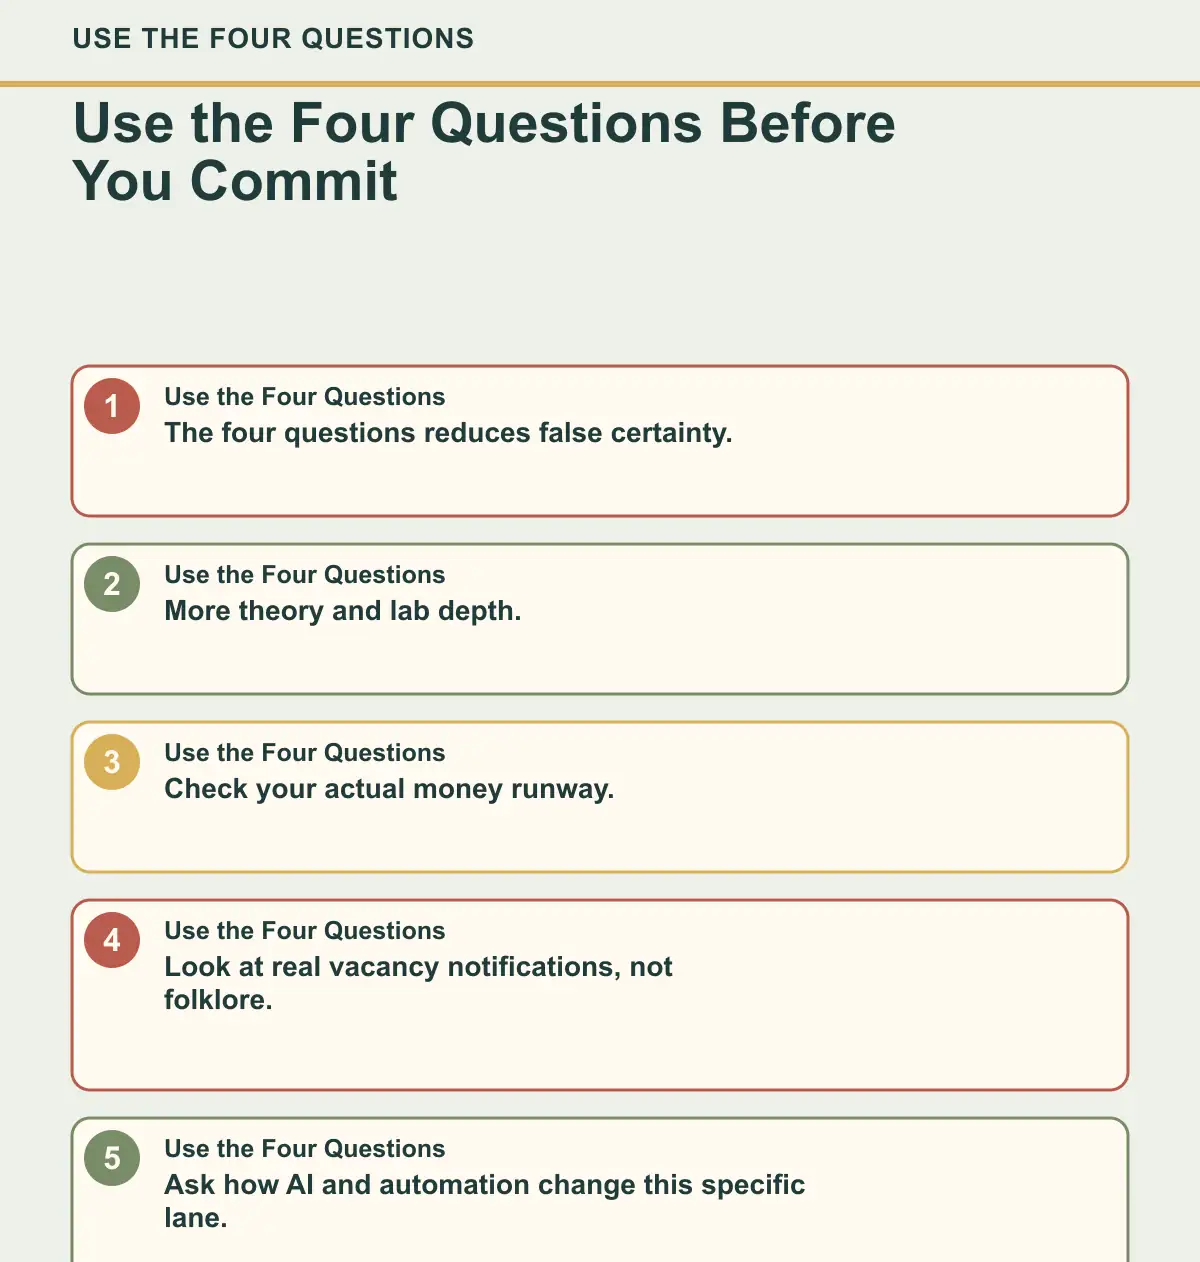 USE THE FOUR QUESTIONS
Use the Four Questions Before
You Commit
1
Use the Four Questions
The four questions reduces false certainty.
2
Use the Four Questions
More theory and lab depth.
3
Use the Four Questions
Check your actual money runway.
4
Use the Four Questions
Look at real vacancy notifications, not
folklore.
5
Use the Four Questions
Ask how AI and automation change this specific
lane.